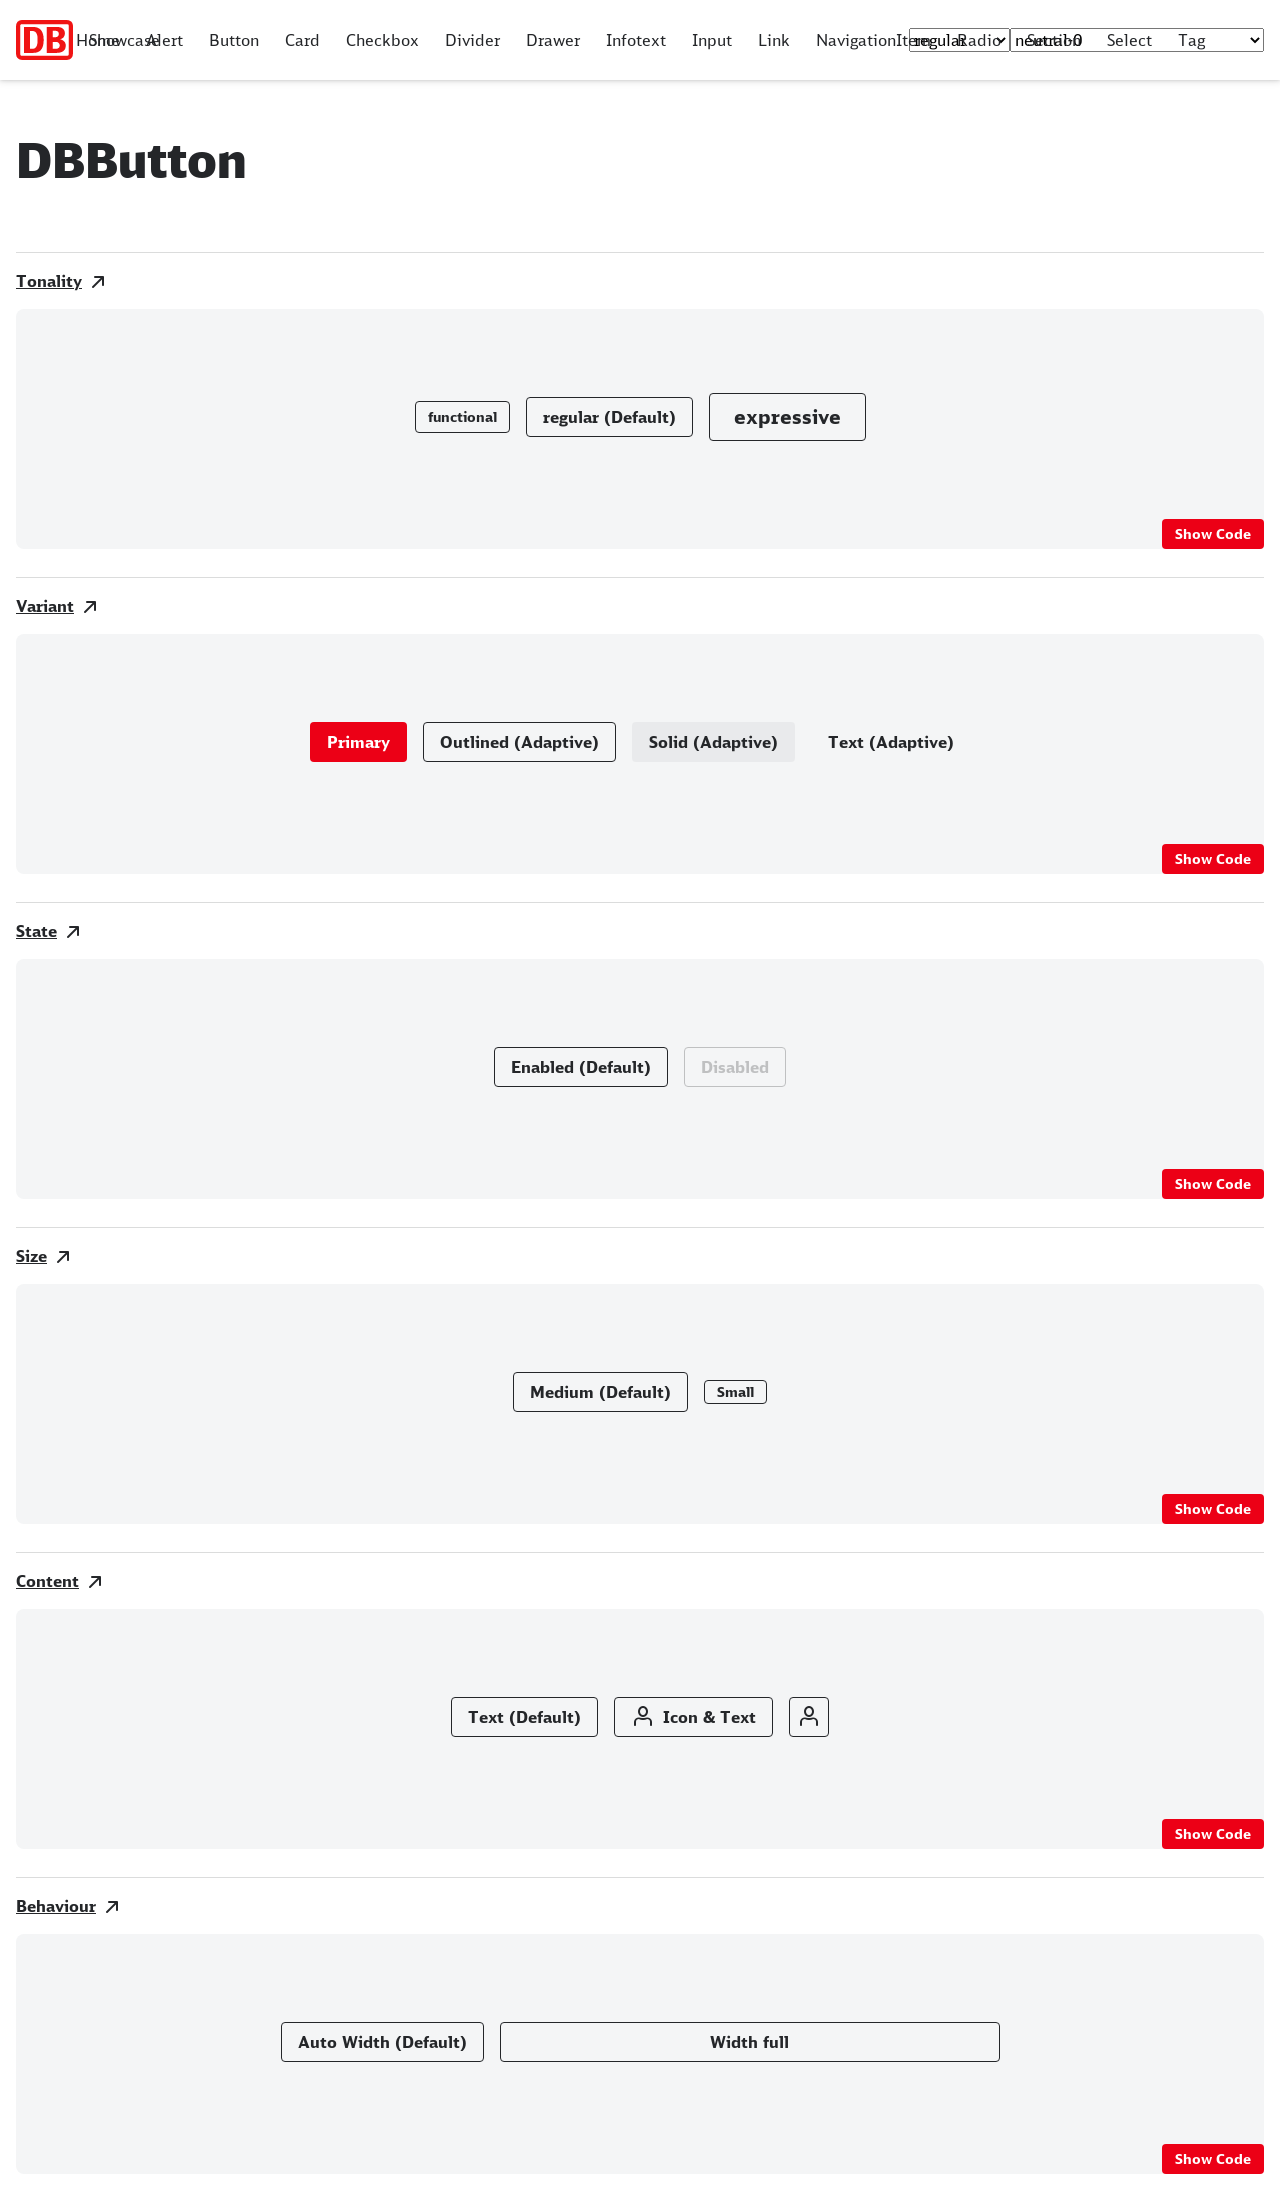 DB Home Showcase Alert Button Card Checkbox Divider Drawer Infotext Input Link NavigationItem regular Radio neutral-0 Section Select Tag
DBButton
Tonality
functional regular (Default) expressive
Show Code
Variant
Primary Outlined (Adaptive) Solid (Adaptive) Text (Adaptive)
Show Code
State
Enabled (Default) Disabled
Show Code
Size
Medium (Default) Small
Show Code
Content
Text (Default) Icon & Text
Show Code
Behaviour
Auto Width (Default) Width full
Show Code